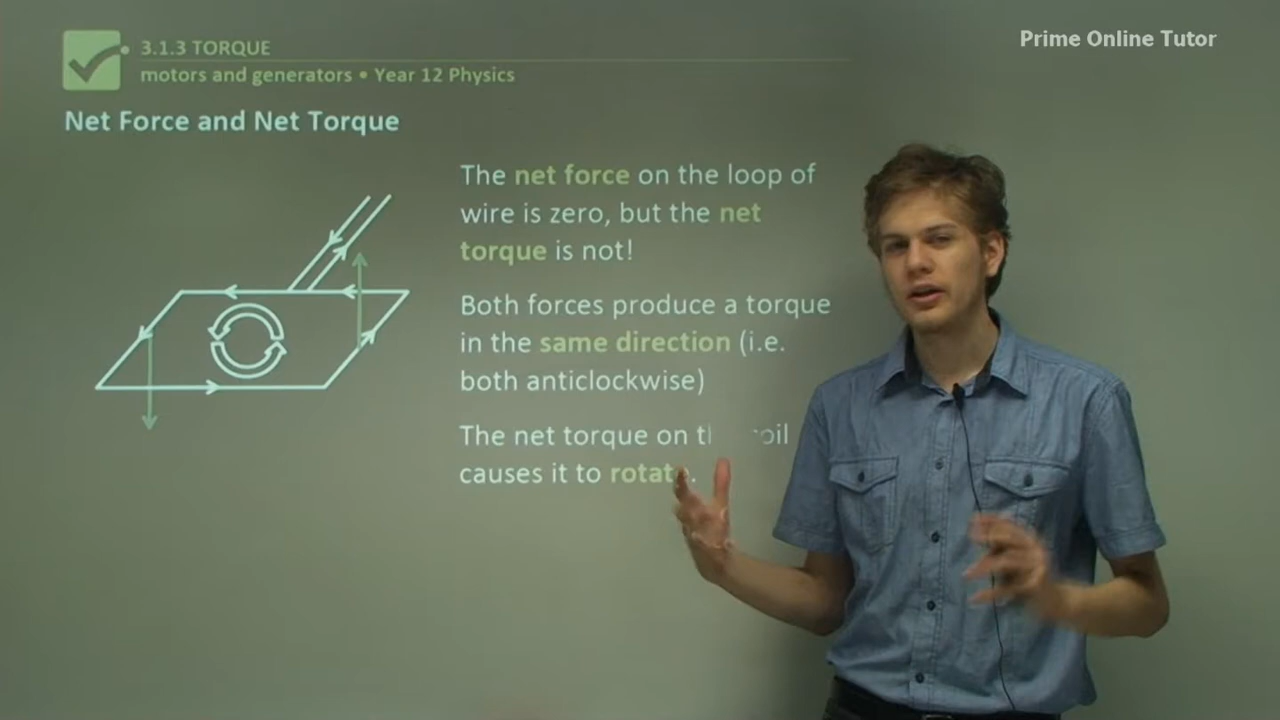 Prime Online Tutor
3.1.3 TORQUE
motors and generators • Year 12 Physics
Net Force and Net Torque
The net force on the loop of
wire is zero, but the net
torque is not!
Both forces produce a torque
in the same direction (i.e.
both anticlockwise)
The net torque on
causes it to rotate.